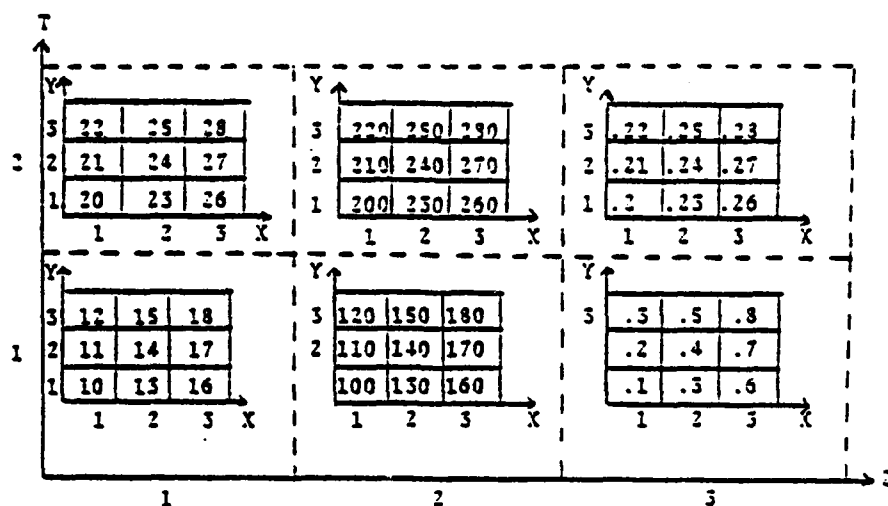 T
Y Y Y
3 22 25 28 3 220 250 280 3 .22 .25 .28
2 2 21 24 27 2 210 240 270 2 .21 .24 .27
1 20 23 26 1 200 230 260 1 .2 .23 .26
1 2 3 X 1 2 3 X 1 2 3 X
Y Y Y
3 12 15 18 3 120 150 180 3 .3 .5 .8
1 2 11 14 17 2 110 140 170 .2 .4 .7
1 10 13 16 100 130 160 .1 .3 .6
1 2 3 X 1 2 3 X 1 2 3 X
1 2 3